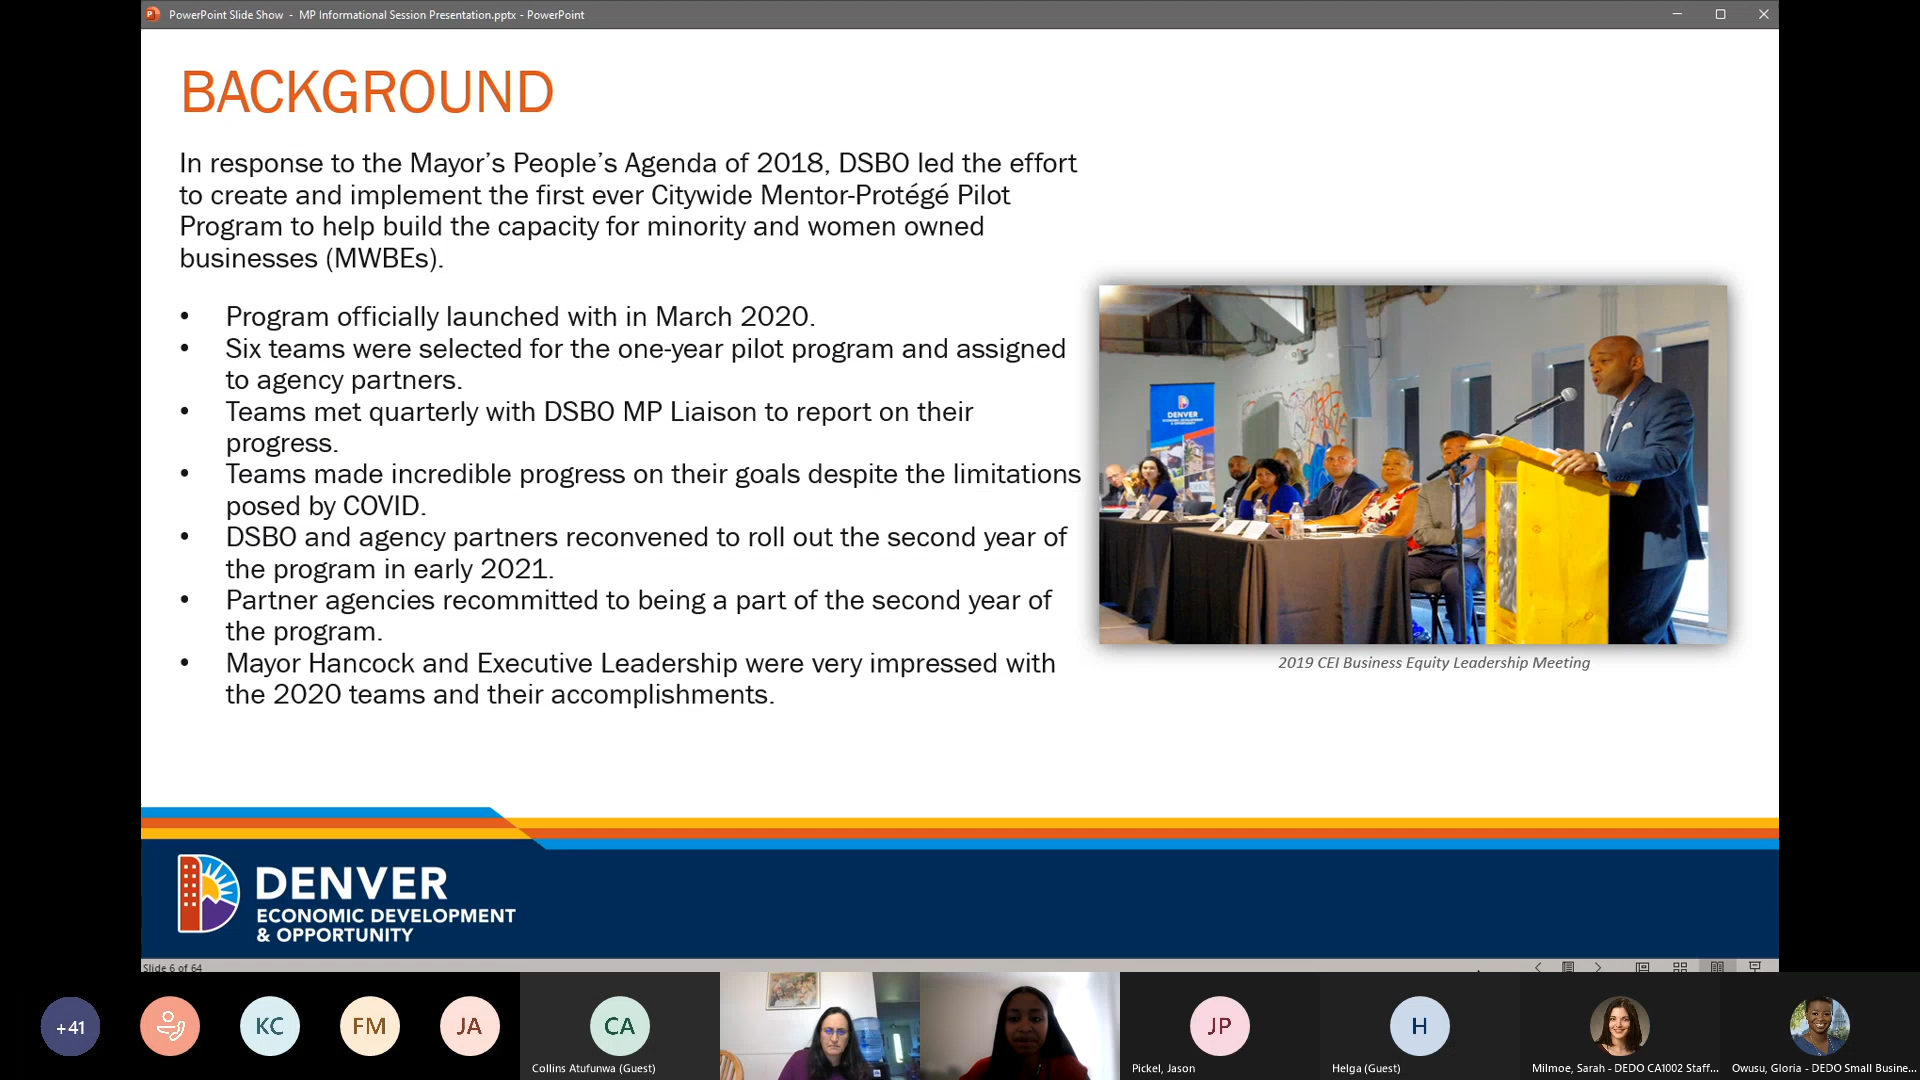 PowerPoint Slide Show - MP Informational Session Presentation.pptx - PowerPoint
BACKGROUND
In response to the Mayor's People's Agenda of 2018, DSBO led the effort
to create and implement the first ever Citywide Mentor-Protégé Pilot
Program to help build the capacity for minority and women owned
businesses (MWBEs).
• Program officially launched with in March 2020.
• Six teams were selected for the one-year pilot program and assigned
to agency partners.
• Teams met quarterly with DSBO MP Liaison to report on their
progress.
• Teams made incredible progress on their goals despite the limitations
posed by COVID.
• DSBO and agency partners reconvened to roll out the second year of
the program in early 2021.
• Partner agencies recommitted to being a part of the second year of
the program.
• Mayor Hancock and Executive Leadership were very impressed with
the 2020 teams and their accomplishments.
DENVER
ECONOMIC DEVELOPMENT
& OPPORTUNITY
2019 CEI Business Equity Leadership Meeting
DENVER
ECONOMIC DEVELOPMENT
& OPPORTUNITY
Slide 6 of 64
+41
KC
FM
JA
CA
Collins Atufunwa (Guest)
JP
Pickel, Jason
H
Helga (Guest)
Milmoe, Sarah - DEDO CA1002 Staff...
Owusu, Gloria - DEDO Small Busine...